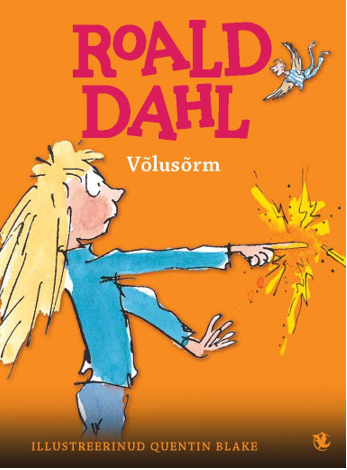 ROALD
DAHL
Võlusõrm
ILLUSTREERINUD QUENTIN BLAKE